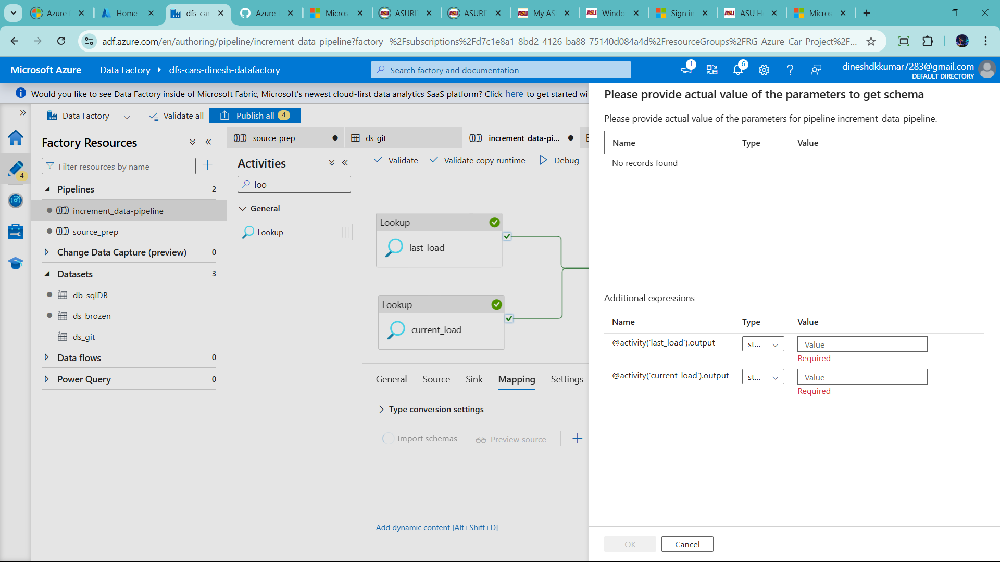 Azure
Home
dfs-car
Azure-
Micros
ASURI
ASURI
My AS
Windo
Sign in
ASU H
Micros
adf.azure.com/en/authoring/pipeline/increment_data-pipeline?factory=%2Fsubscriptions%2Fd7c1e8a1-8bd2-4126-ba88-75140d084a4d%2FresourceGroups%2FRG_Azure_Car_Project%2F...
Microsoft Azure
Data Factory
dfs-cars-dinesh-datafactory
Search factory and documentation
1
6
dineshdkkumar7283@gmail.com
DEFAULT DIRECTORY
Would you like to see Data Factory inside of Microsoft Fabric, Microsoft's newest cloud-first data analytics SaaS platform? Click here to get started wi
Data Factory
Validate all
Publish all 4
4
Factory Resources
Filter resources by name
Pipelines 2
increment_data-pipeline
source_prep
Change Data Capture (preview) 0
Datasets 3
db_sqlDB
ds_brozen
ds_git
Data flows 0
Power Query 0
source_prep
ds_git
increment_data-pi...
Activities
loo
General
Lookup
Validate
Validate copy runtime
Debug
Lookup
last_load
Lookup
current_load
General
Source
Sink
Mapping
Settings
Type conversion settings
Import schemas
Preview source
Add dynamic content [Alt+Shift+D]
Please provide actual value of the parameters to get schema
Please provide actual value of the parameters for pipeline increment_data-pipeline.
Name Type Value
No records found
Additional expressions
Name Type Value
@activity('last_load').output st... Value
Required
@activity('current_load').output st... Value
Required
OK
Cancel